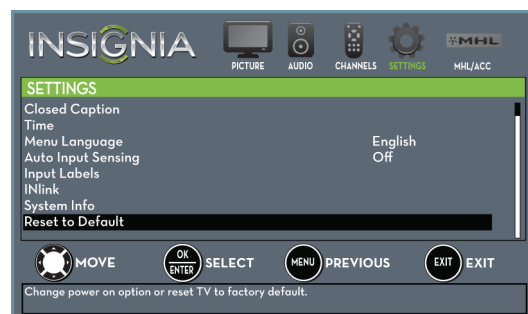 INSIGNIA
PICTURE AUDIO CHANNELS SETTINGS MHL MHL/ACC
SETTINGS
Closed Caption
Time
Menu Language English
Auto Input Sensing Off
Input Labels
INlink
System Info
Reset to Default
MOVE OK ENTER SELECT MENU PREVIOUS EXIT EXIT
Change power on option or reset TV to factory default.